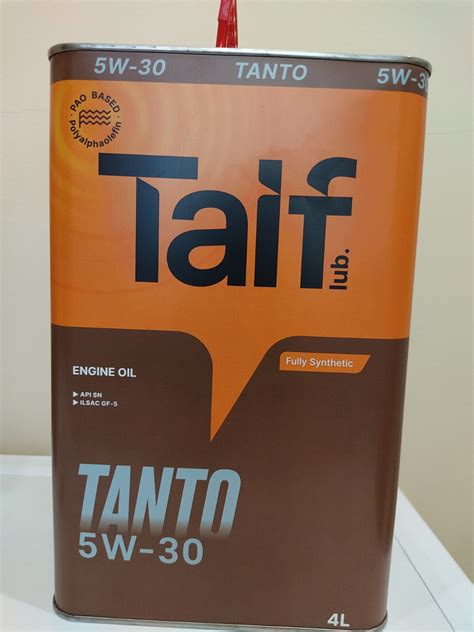 5W-30 TANTO 5W-30
PAO BASED
Polyalphaolefin
Taif
lub.
Fully Synthetic
ENGINE OIL
API SN
ILSAC GF-5
TANTO
5W-30
4L